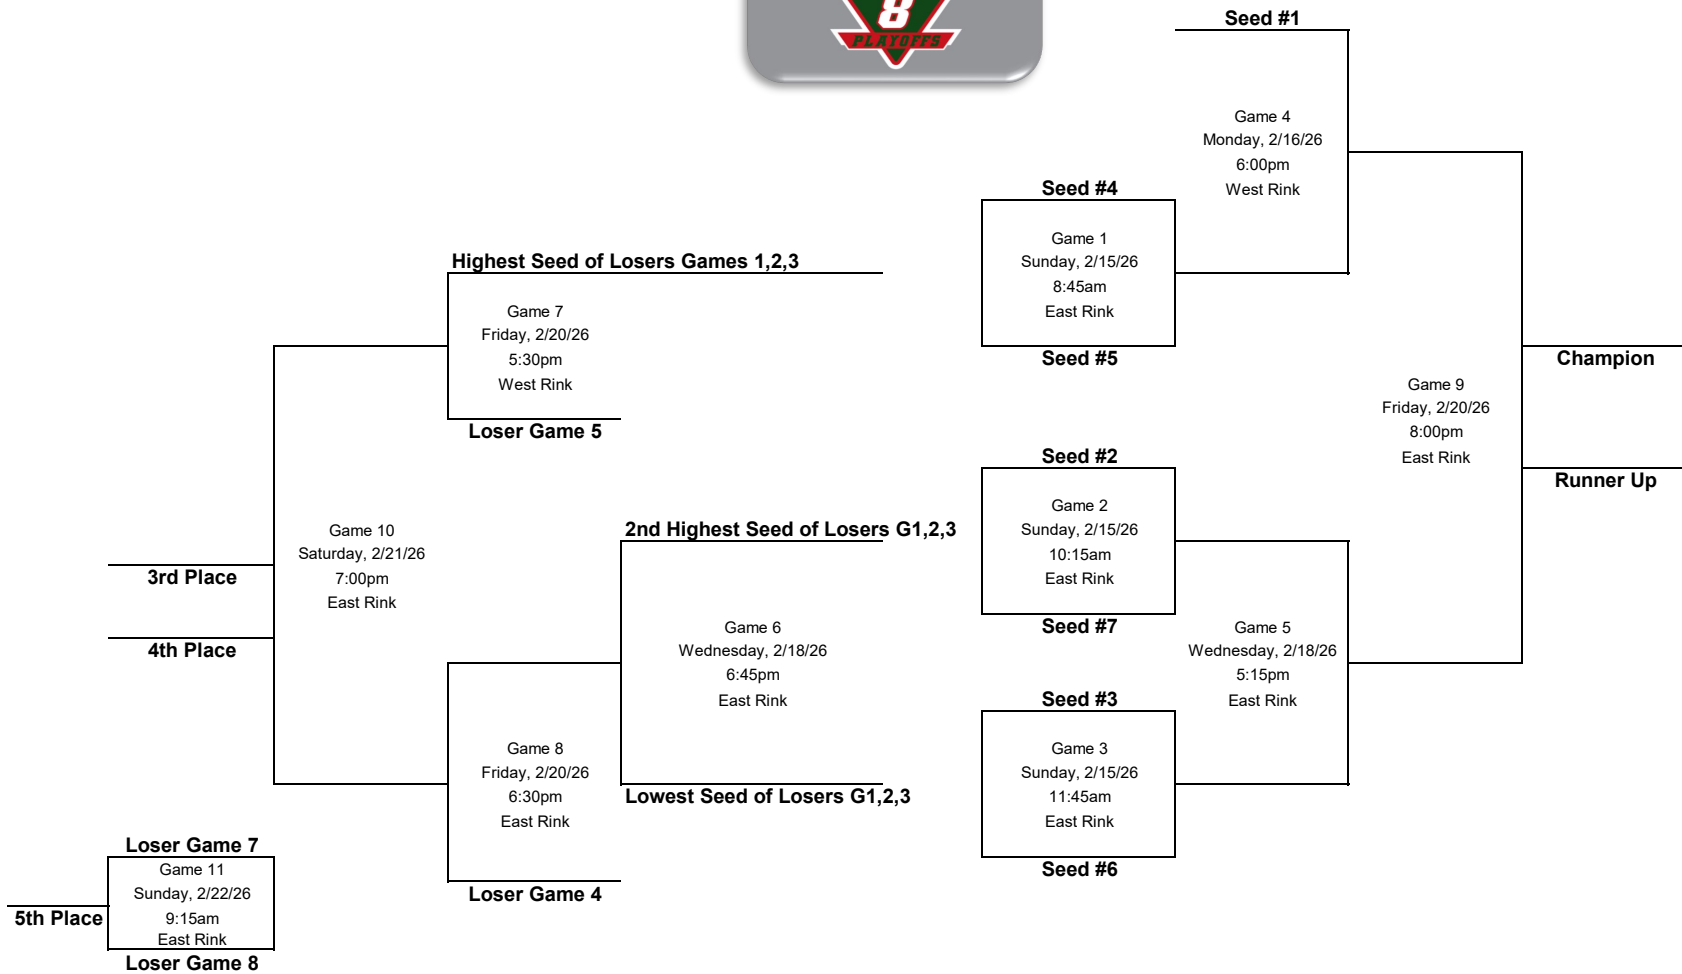 8
PLAYOFFS
Seed #1
Game 4
Monday, 2/16/26
6:00pm
West Rink
Seed #4
Game 1
Sunday, 2/15/26
8:45am
East Rink
Seed #5
Highest Seed of Losers Games 1,2,3
Game 7
Friday, 2/20/26
5:30pm
West Rink
Loser Game 5
Champion
Game 9
Friday, 2/20/26
8:00pm
East Rink
Runner Up
Seed #2
Game 2
Sunday, 2/15/26
10:15am
East Rink
Seed #7
2nd Highest Seed of Losers G1,2,3
Game 10
Saturday, 2/21/26
7:00pm
East Rink
3rd Place
4th Place
Game 6
Wednesday, 2/18/26
6:45pm
East Rink
Lowest Seed of Losers G1,2,3
Game 5
Wednesday, 2/18/26
5:15pm
East Rink
Seed #3
Game 3
Sunday, 2/15/26
11:45am
East Rink
Seed #6
Game 8
Friday, 2/20/26
6:30pm
East Rink
Loser Game 4
Loser Game 7
Game 11
Sunday, 2/22/26
9:15am
East Rink
5th Place
Loser Game 8